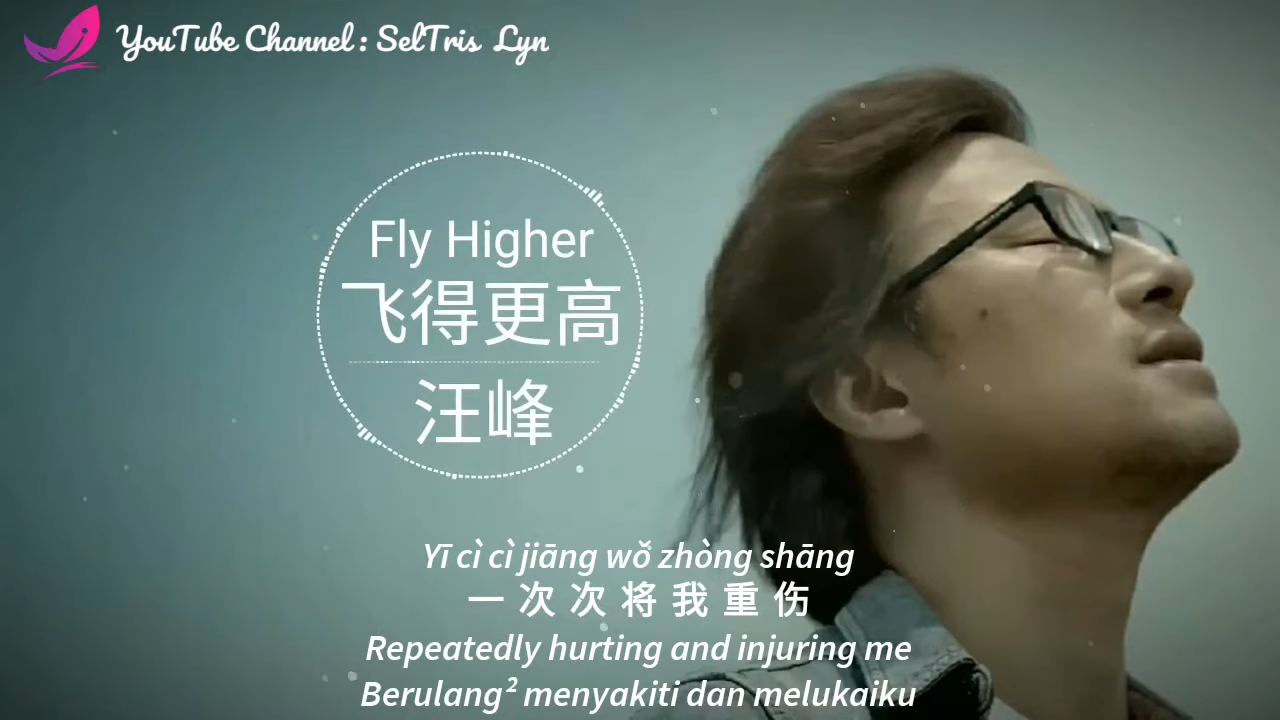 YouTube Channel : SelTris Lyn
Fly Higher
飞得更高
汪峰
Yī cì cì jiāng wǒ zhòng shāng
一次次将我重伤
Repeatedly hurting and injuring me
Berulang² menyakiti dan melukaiku